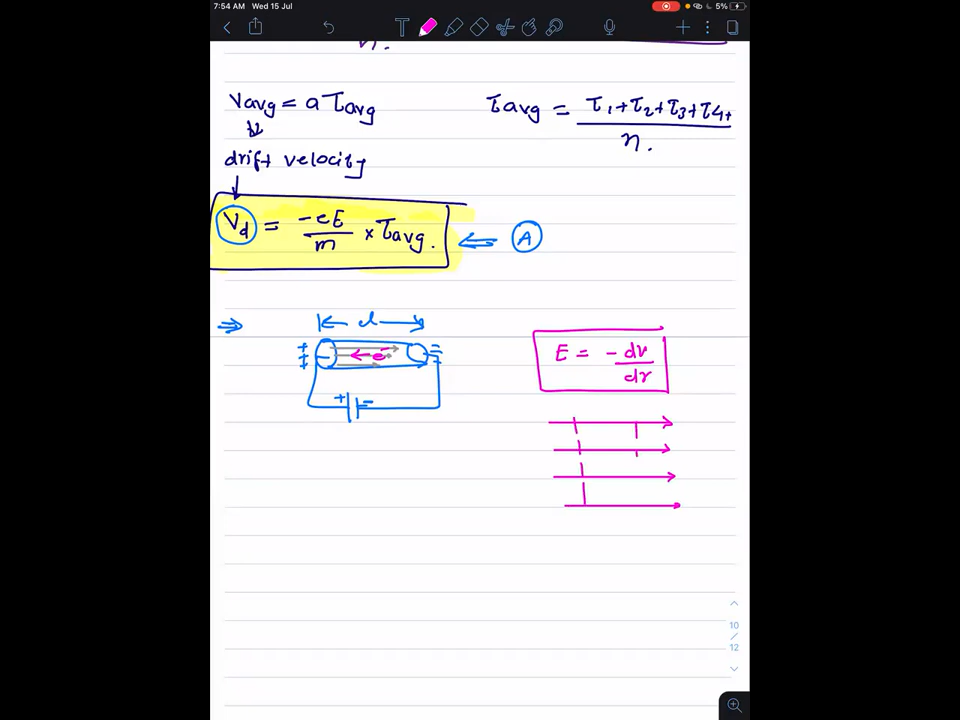 7:54 AM Wed 15 Jul
5%
n.
Vavg = a τavg
τavg = τ1+τ2+τ3+τ4+
n.
drift velocity
Vd = -eE/m × τavg. ⇐ A
⇒ |← l →|
+ - e⁻
E = -dv/dr
+ -
10
/
12